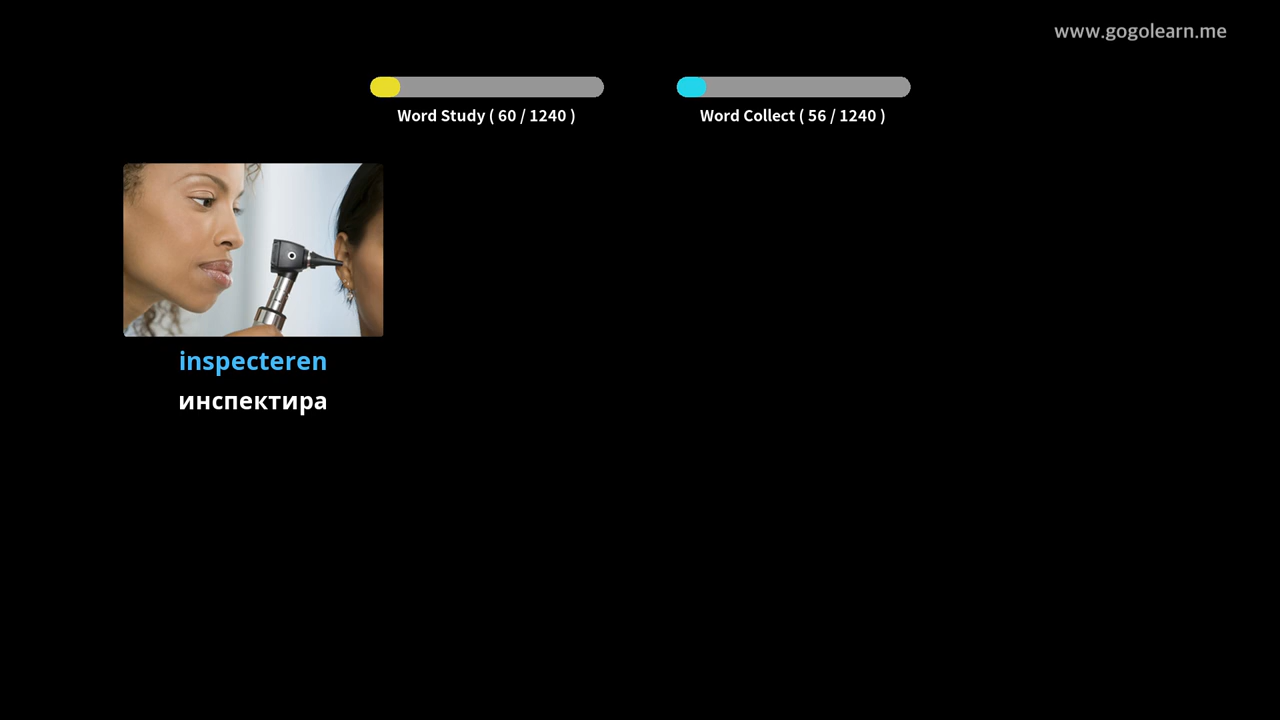 www.gogolearn.me
Word Study ( 60 / 1240 )
Word Collect ( 56 / 1240 )
inspecteren
инспектира